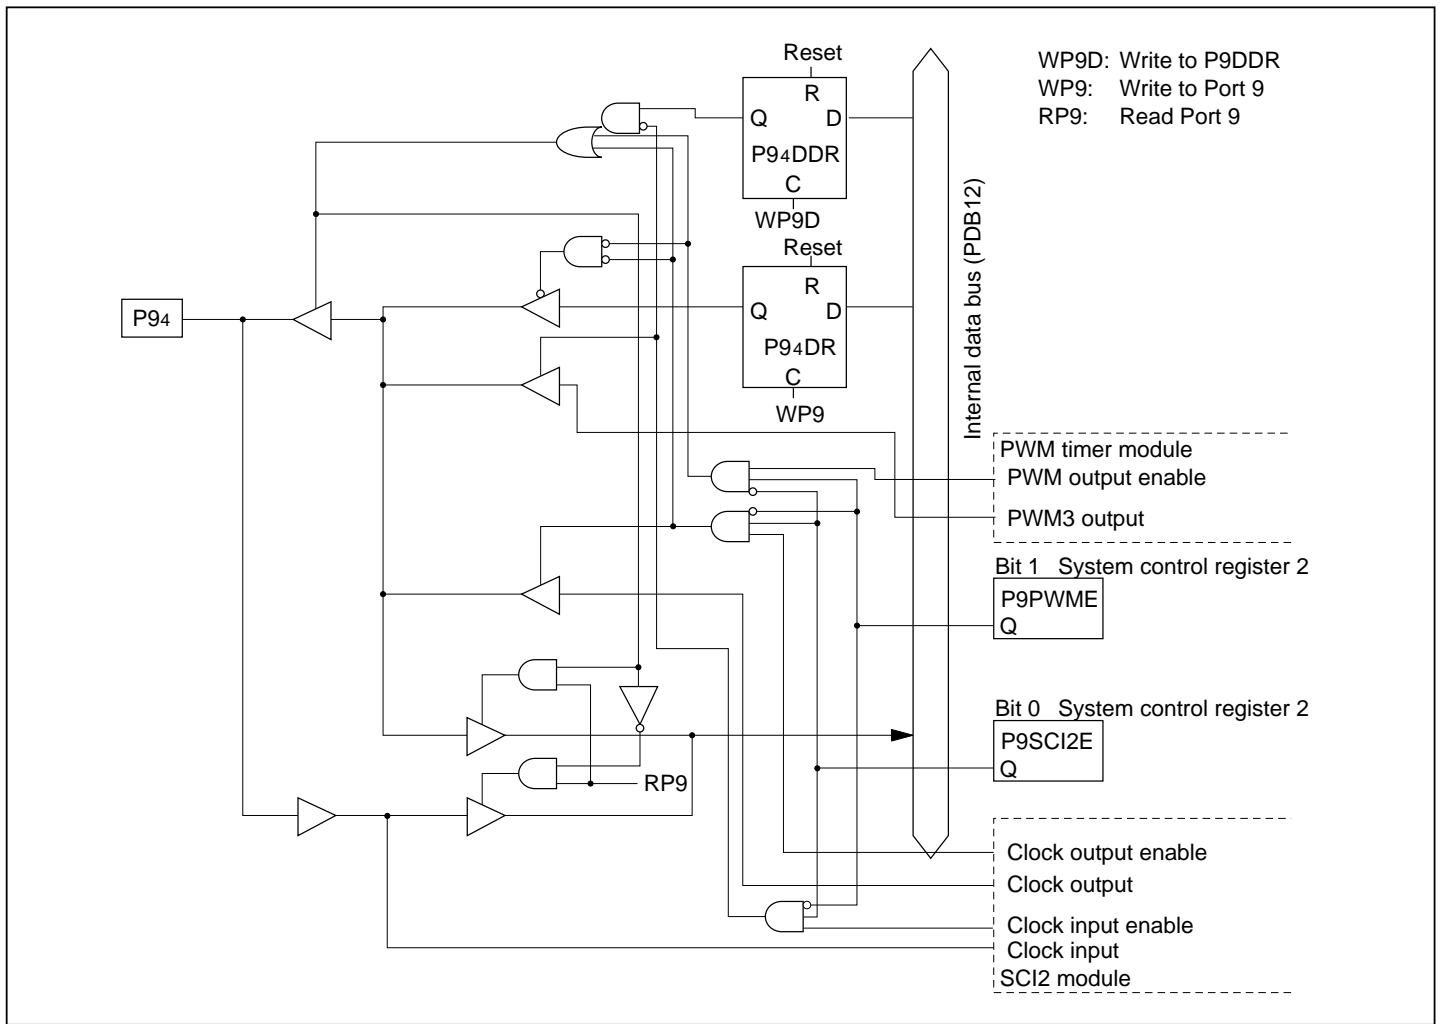 Reset
R
Q D
P94DDR
C
WP9D
WP9D: Write to P9DDR
WP9: Write to Port 9
RP9: Read Port 9
Reset
R
Q D
P94DR
C
WP9
P94
Internal data bus (PDB12)
PWM timer module
PWM output enable
PWM3 output
Bit 1 System control register 2
P9PWME
Q
Bit 0 System control register 2
P9SCI2E
Q
RP9
Clock output enable
Clock output
Clock input enable
Clock input
SCI2 module